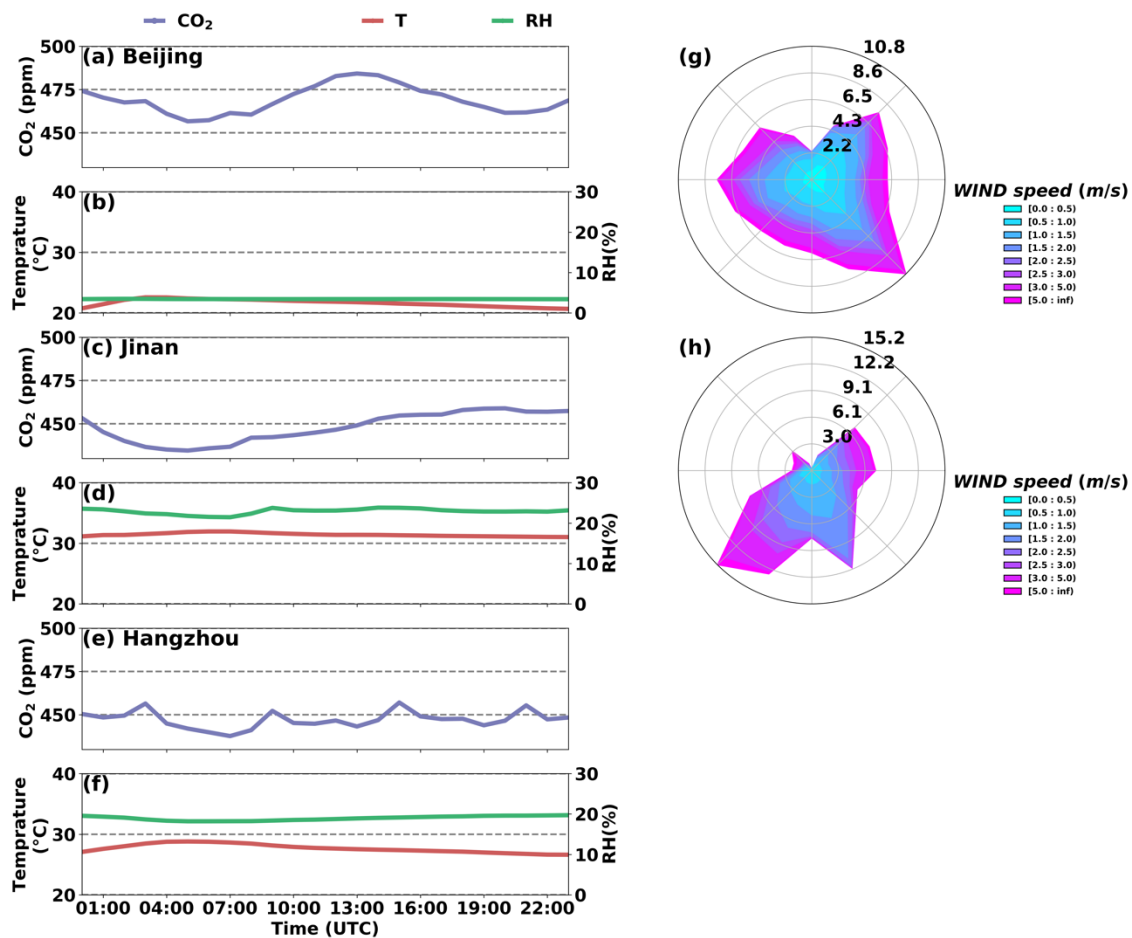 CO₂ T RH
(a) Beijing
500
475
450
CO₂ (ppm)
(b)
40
30
20
Temprature
(°C)
30
20
10
0
RH(%)
(c) Jinan
500
475
450
CO₂ (ppm)
(d)
40
30
20
Temprature
(°C)
30
20
10
0
RH(%)
(e) Hangzhou
500
475
450
CO₂ (ppm)
(f)
40
30
20
Temprature
(°C)
30
20
10
0
RH(%)
01:00 04:00 07:00 10:00 13:00 16:00 19:00 22:00
Time (UTC)
(g)
10.8
8.6
6.5
4.3
2.2
WIND speed (m/s)
[0.0 : 0.5)
[0.5 : 1.0)
[1.0 : 1.5)
[1.5 : 2.0)
[2.0 : 2.5)
[2.5 : 3.0)
[3.0 : 5.0)
[5.0 : inf)
(h)
15.2
12.2
9.1
6.1
3.0
WIND speed (m/s)
[0.0 : 0.5)
[0.5 : 1.0)
[1.0 : 1.5)
[1.5 : 2.0)
[2.0 : 2.5)
[2.5 : 3.0)
[3.0 : 5.0)
[5.0 : inf)